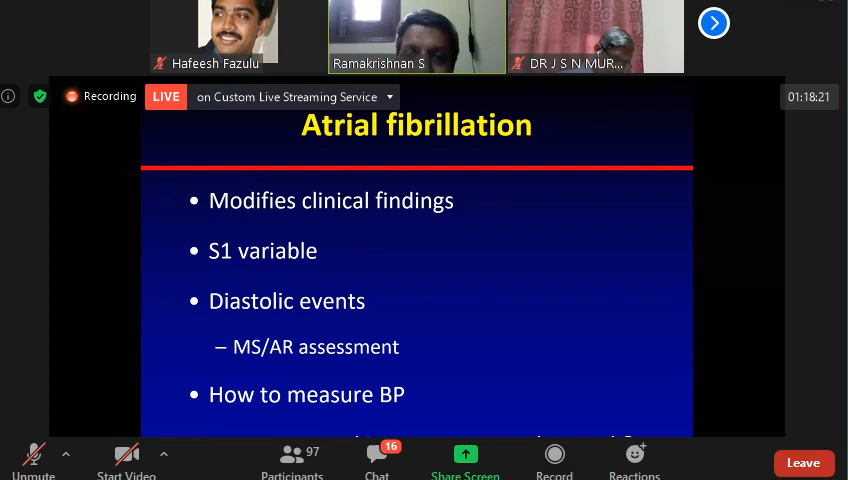 Hafeesh Fazulu
Ramakrishnan S
DR J S N MUR...
Recording
LIVE
on Custom Live Streaming Service
01:18:21
Atrial fibrillation
• Modifies clinical findings
• S1 variable
• Diastolic events
– MS/AR assessment
• How to measure BP
97
16
Unmute
Start Video
Participants
Chat
Share Screen
Record
Reactions
Leave